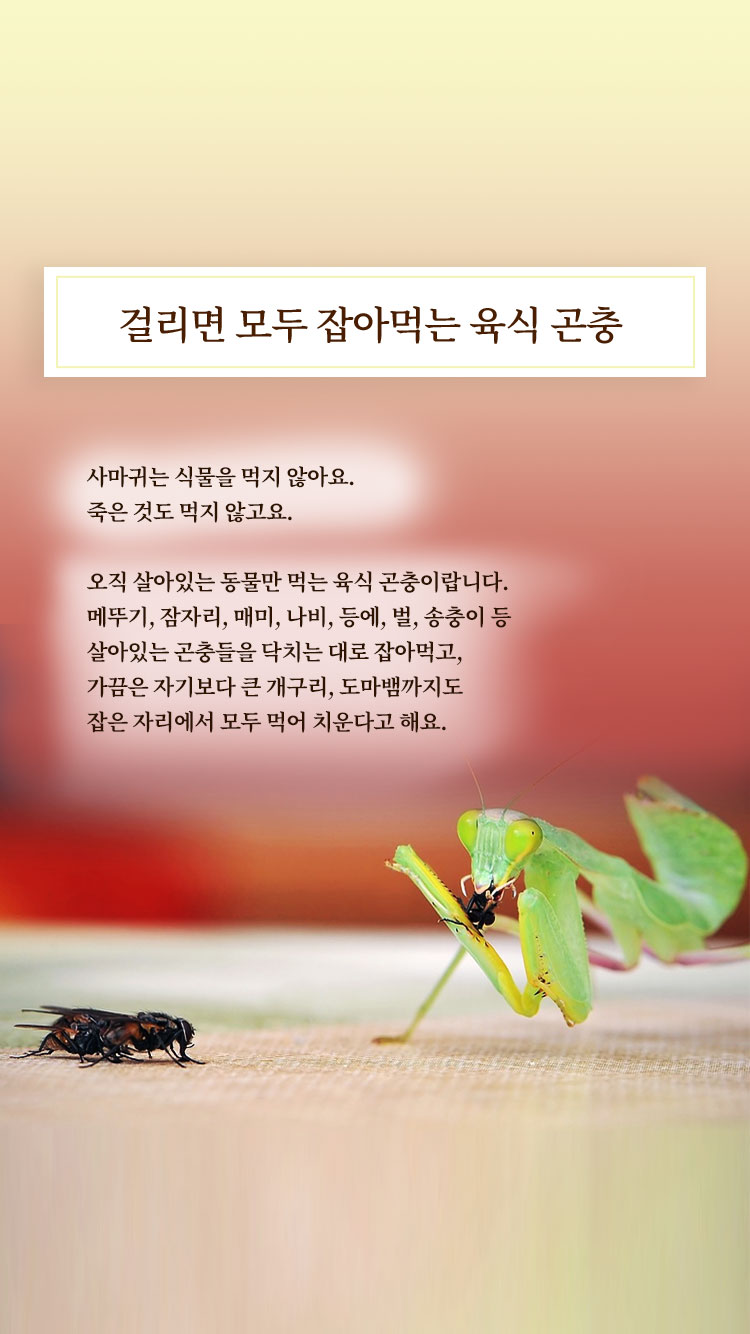 걸리면 모두 잡아먹는 육식 곤충
사마귀는 식물을 먹지 않아요.
죽은 것도 먹지 않고요.
오직 살아있는 동물만 먹는 육식 곤충이랍니다.
메뚜기, 잠자리, 매미, 나비, 등에, 벌, 송충이 등
살아있는 곤충들을 닥치는 대로 잡아먹고,
가끔은 자기보다 큰 개구리, 도마뱀까지도
잡은 자리에서 모두 먹어 치운다고 해요.